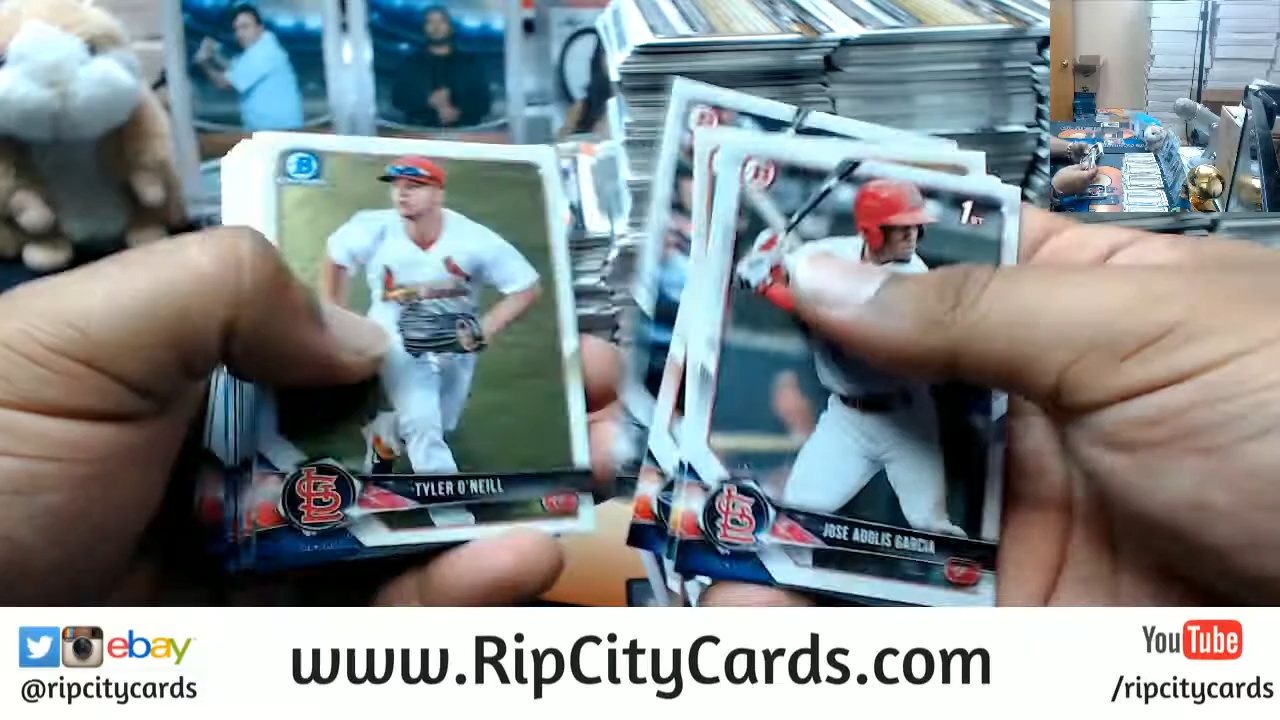 B
1ST
TYLER O'NEILL
JOSE ADOLIS GARCIA
ebay
@ripcitycards
www.RipCityCards.com
YouTube
/ripcitycards